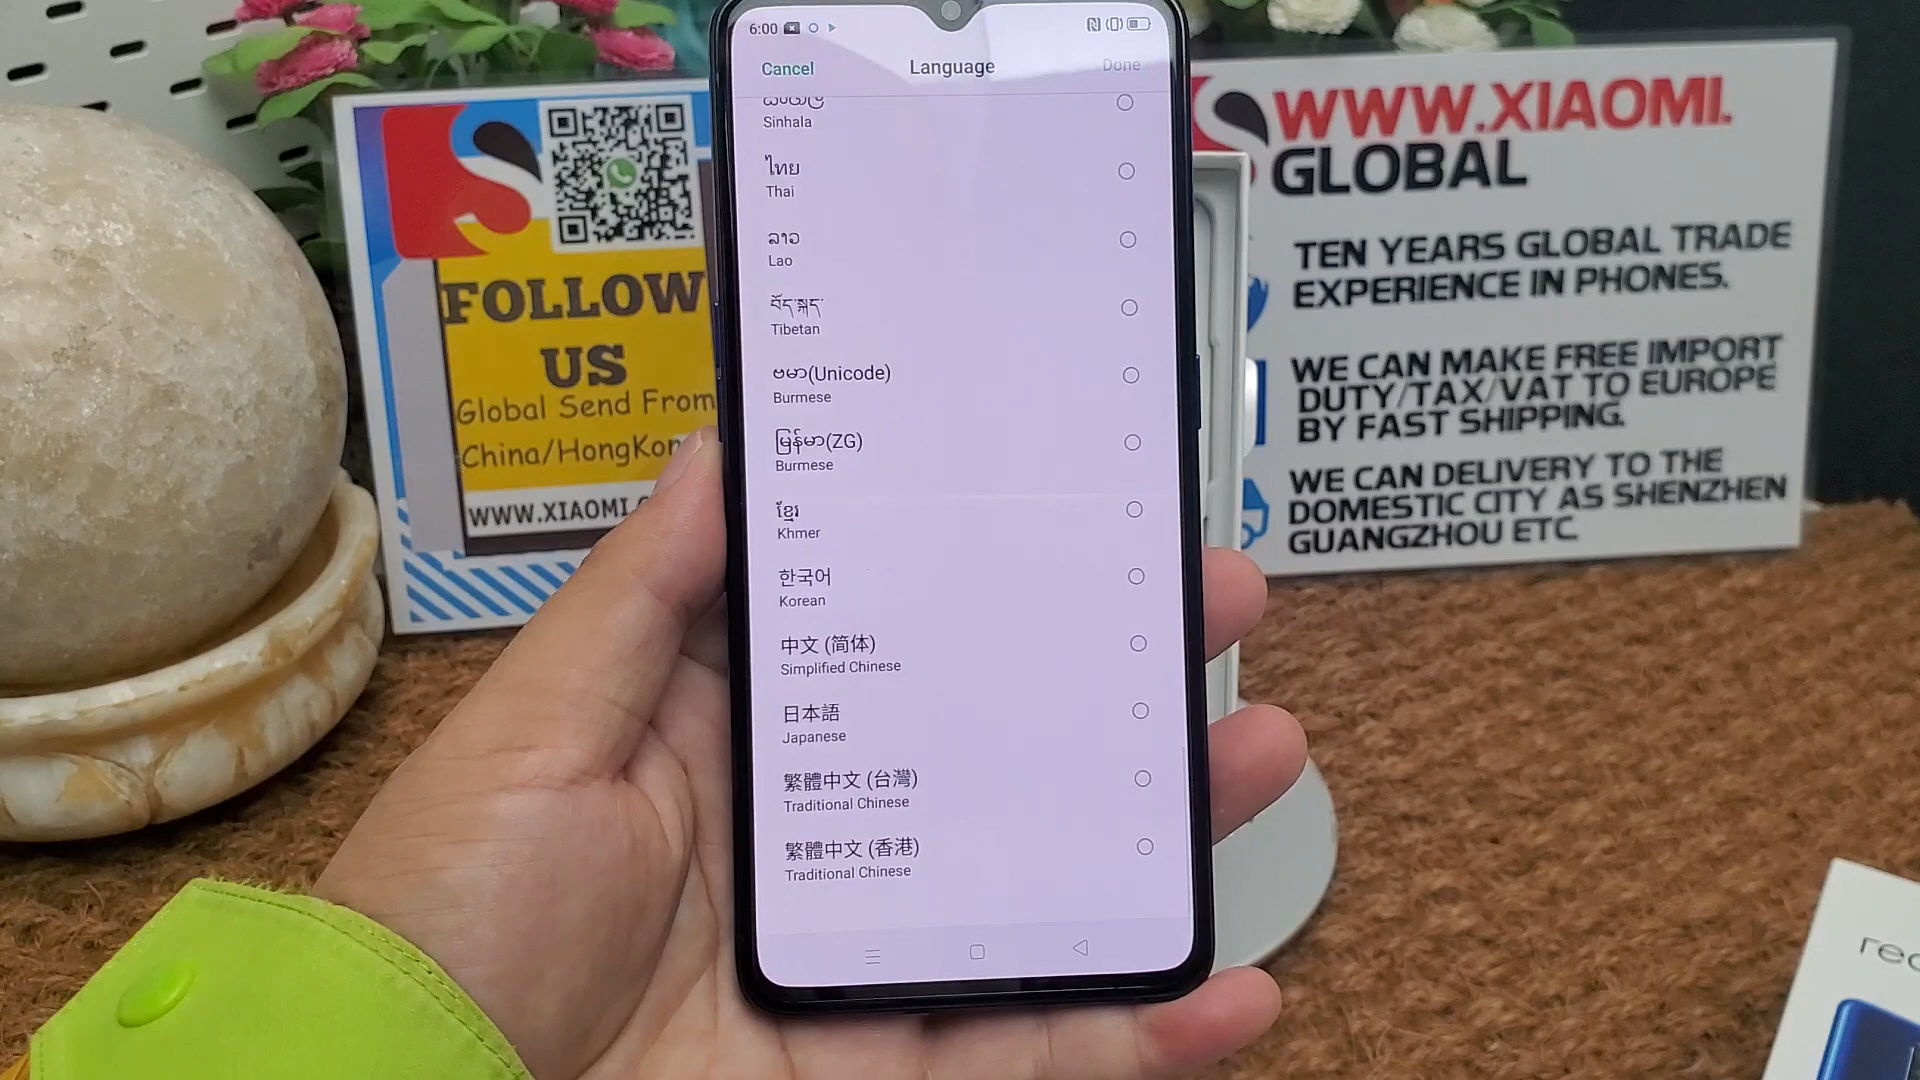 6:00
Cancel
Language
Done
සිංහල
Sinhala
ไทย
Thai
ລາວ
Lao
བོད་སྐད་
Tibetan
ဗမာ(Unicode)
Burmese
မြန်မာ(ZG)
Burmese
ខ្មែរ
Khmer
한국어
Korean
中文 (简体)
Simplified Chinese
日本語
Japanese
繁體中文 (台灣)
Traditional Chinese
繁體中文 (香港)
Traditional Chinese
FOLLOW
US
Global Send From
China/HongKon
WWW.XIAOMI.
WWW.XIAOMI.
GLOBAL
TEN YEARS GLOBAL TRADE
EXPERIENCE IN PHONES.
WE CAN MAKE FREE IMPORT
DUTY/TAX/VAT TO EUROPE
BY FAST SHIPPING.
WE CAN DELIVERY TO THE
DOMESTIC CITY AS SHENZHEN
GUANGZHOU ETC